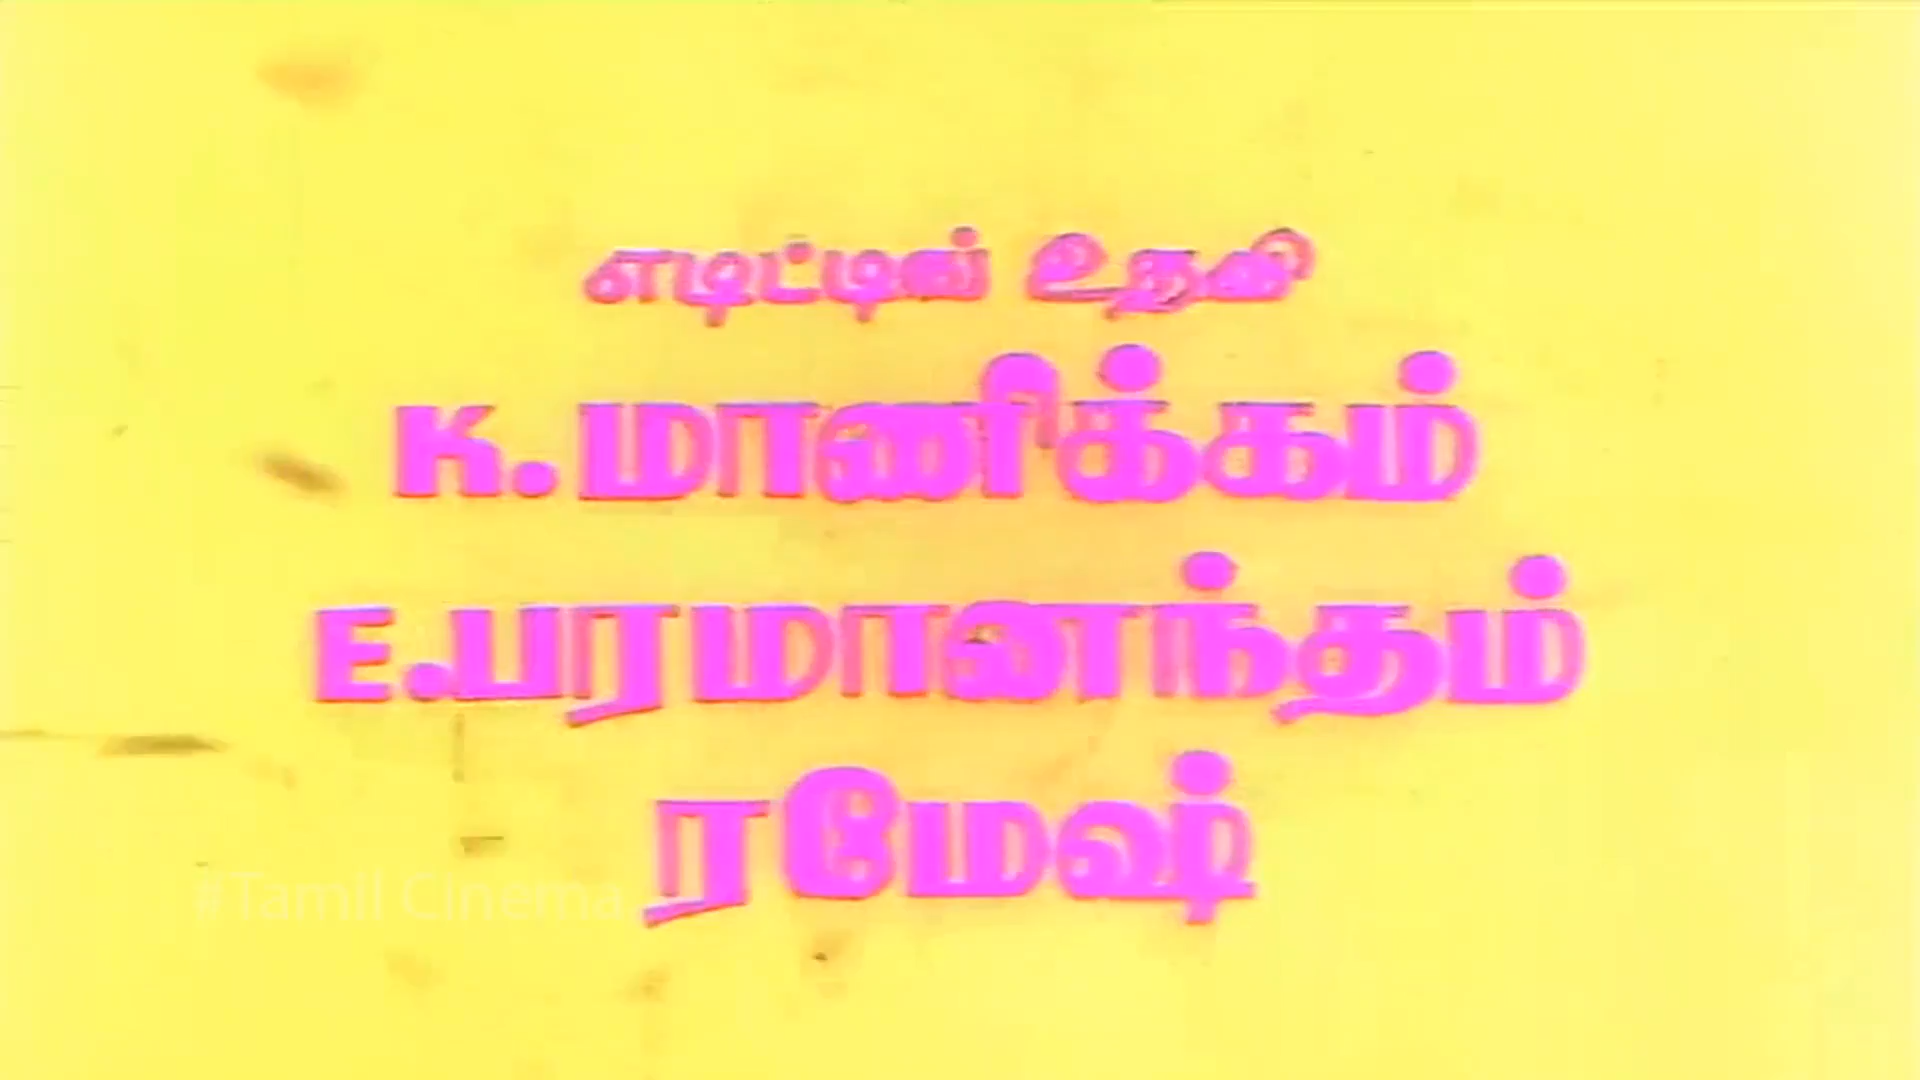 எடிட்டிங் உதவி
K.மாணிக்கம்
E.பரமானந்தம்
ரமேஷ்
#Tamil Cinema